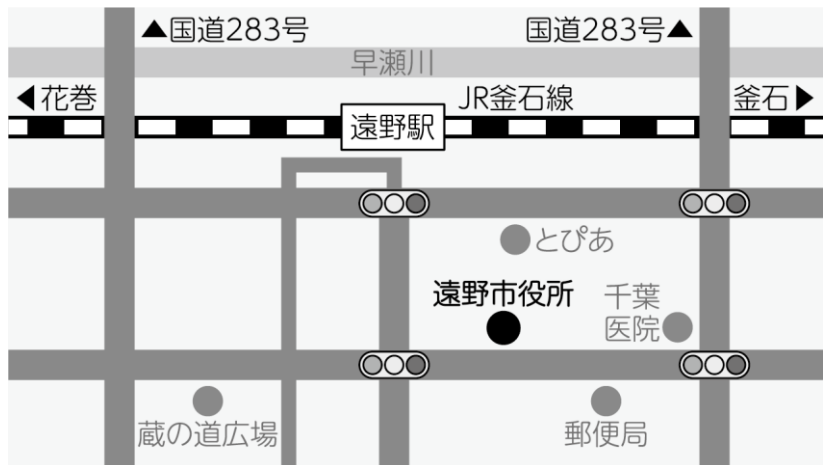 ▲国道283号
国道283号▲
早瀬川
◀花巻
JR釜石線
釜石▶
遠野駅
とぴあ
遠野市役所
千葉
医院
蔵の道広場
郵便局